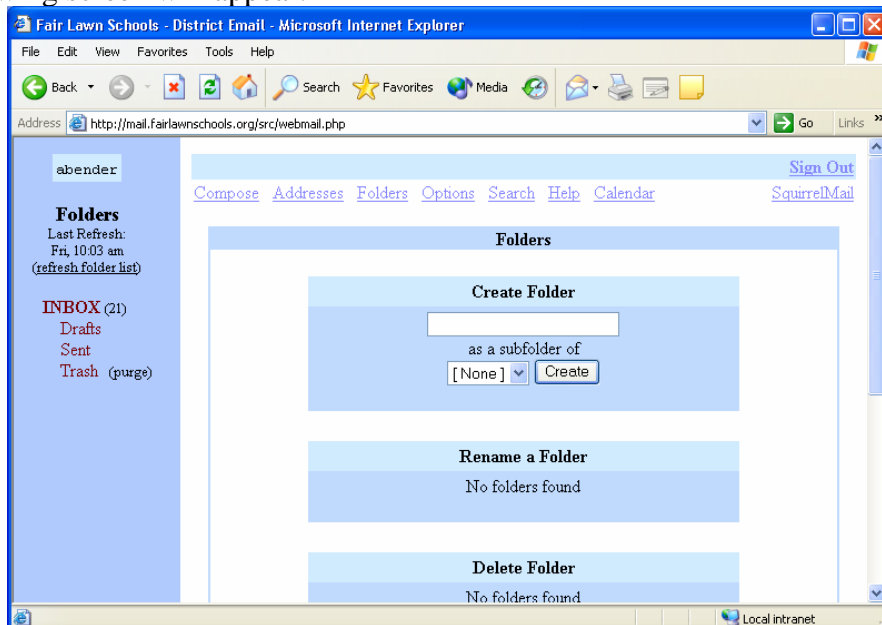 Fair Lawn Schools - District Email - Microsoft Internet Explorer
File Edit View Favorites Tools Help
Back Search Favorites Media
Address http://mail.fairlawnschools.org/src/webmail.php Go Links »
abender
Sign Out
Compose Addresses Folders Options Search Help Calendar SquirrelMail
Folders
Last Refresh:
Fri, 10:03 am
(refresh folder list)
INBOX (21)
Drafts
Sent
Trash (purge)
Folders
Create Folder
as a subfolder of
[ None ] Create
Rename a Folder
No folders found
Delete Folder
No folders found
Local intranet